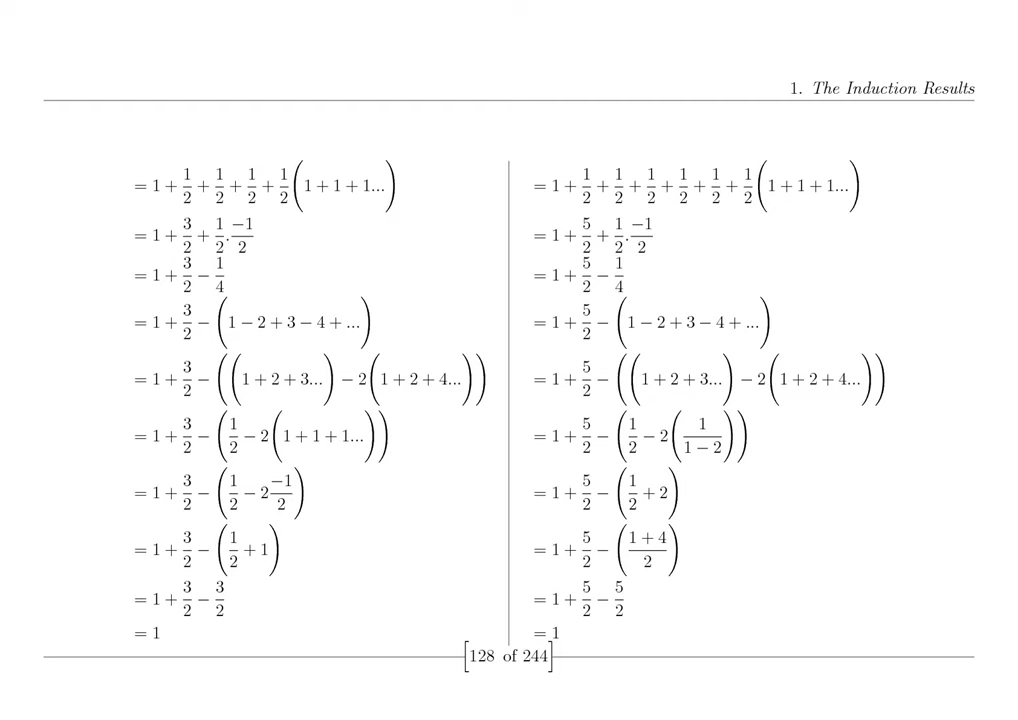 1. The Induction Results
= 1 + 1/2 + 1/2 + 1/2 + 1/2 (1 + 1 + 1...)
= 1 + 3/2 + 1/2 . −1/2
= 1 + 3/2 − 1/4
= 1 + 3/2 − (1 − 2 + 3 − 4 + ...)
= 1 + 3/2 − ((1 + 2 + 3...) − 2(1 + 2 + 4...))
= 1 + 3/2 − (1/2 − 2(1 + 1 + 1...))
= 1 + 3/2 − (1/2 − 2 −1/2)
= 1 + 3/2 − (1/2 + 1)
= 1 + 3/2 − 3/2
= 1
= 1 + 1/2 + 1/2 + 1/2 + 1/2 + 1/2 + 1/2 (1 + 1 + 1...)
= 1 + 5/2 + 1/2 . −1/2
= 1 + 5/2 − 1/4
= 1 + 5/2 − (1 − 2 + 3 − 4 + ...)
= 1 + 5/2 − ((1 + 2 + 3...) − 2(1 + 2 + 4...))
= 1 + 5/2 − (1/2 − 2(1/(1 − 2)))
= 1 + 5/2 − (1/2 + 2)
= 1 + 5/2 − ((1 + 4)/2)
= 1 + 5/2 − 5/2
= 1
[128 of 244]